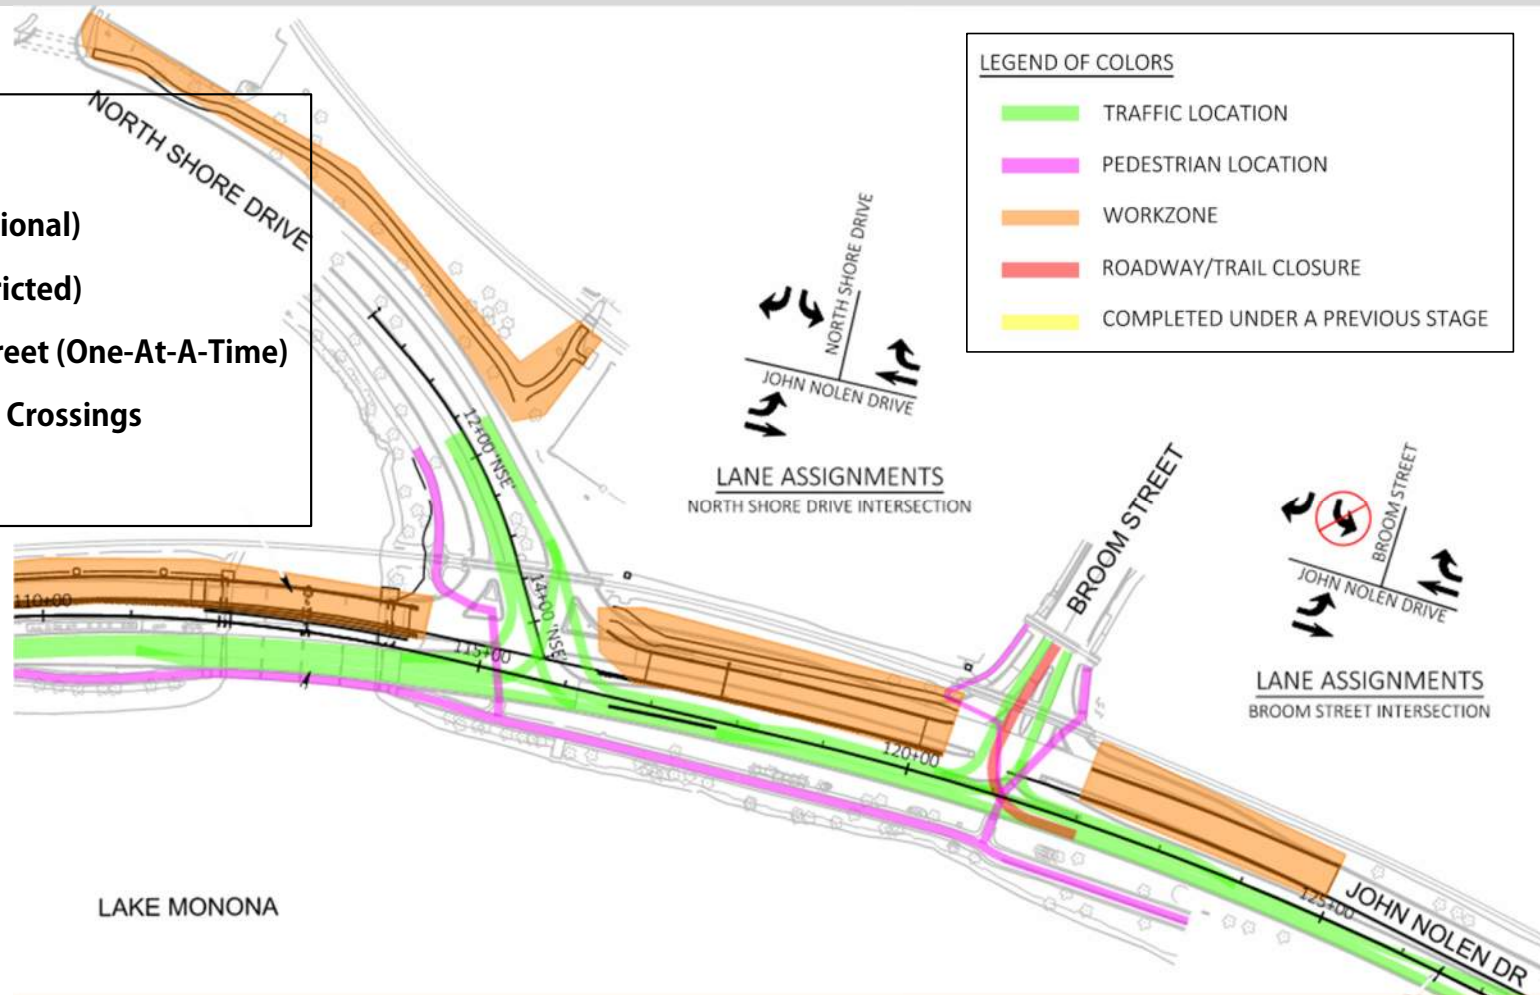 LEGEND OF COLORS
TRAFFIC LOCATION
PEDESTRIAN LOCATION
WORKZONE
ROADWAY/TRAIL CLOSURE
COMPLETED UNDER A PREVIOUS STAGE
NORTH SHORE DRIVE
ional)
ricted)
reet (One-At-A-Time)
Crossings
NORTH SHORE DRIVE
JOHN NOLEN DRIVE
LANE ASSIGNMENTS
NORTH SHORE DRIVE INTERSECTION
BROOM STREET
BROOM STREET
JOHN NOLEN DRIVE
LANE ASSIGNMENTS
BROOM STREET INTERSECTION
12+00 'NSE'
14+00 'NSE'
110+00
115+00
120+00
125+00
JOHN NOLEN DR
LAKE MONONA